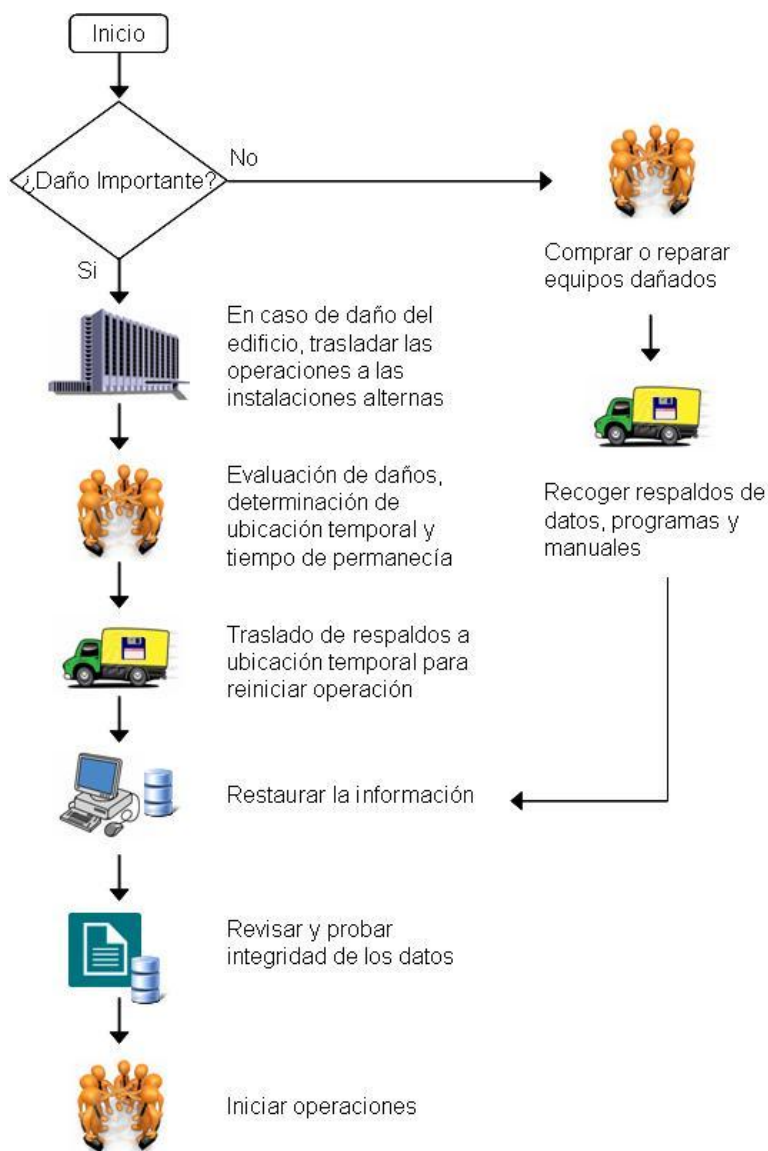 Inicio
¿Daño Importante?
No
Si
Comprar o reparar
equipos dañados
En caso de daño del
edificio, trasladar las
operaciones a las
instalaciones alternas
Evaluación de daños,
determinación de
ubicación temporal y
tiempo de permanecía
Recoger respaldos de
datos, programas y
manuales
Traslado de respaldos a
ubicación temporal para
reiniciar operación
Restaurar la información
Revisar y probar
integridad de los datos
Iniciar operaciones